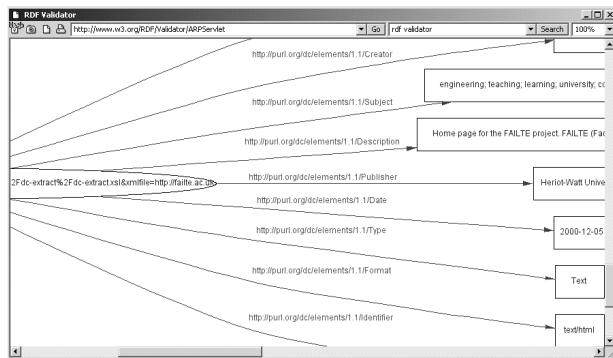 RDF Validator
http://www.w3.org/RDF/Validator/ARPServlet Go rdf validator Search 100%
http://purl.org/dc/elements/1.1/Creator
engineering; teaching; learning; university; co
http://purl.org/dc/elements/1.1/Subject
Home page for the FAILTE project. FAILTE (Fac
http://purl.org/dc/elements/1.1/Description
2Fdc-extract%2Fdc-extract.xsl&xmlfile=http://failte.ac.uk
http://purl.org/dc/elements/1.1/Publisher
Heriot-Watt Unive
http://purl.org/dc/elements/1.1/Date
2000-12-05
http://purl.org/dc/elements/1.1/Type
http://purl.org/dc/elements/1.1/Format
Text
http://purl.org/dc/elements/1.1/Identifier
text/html